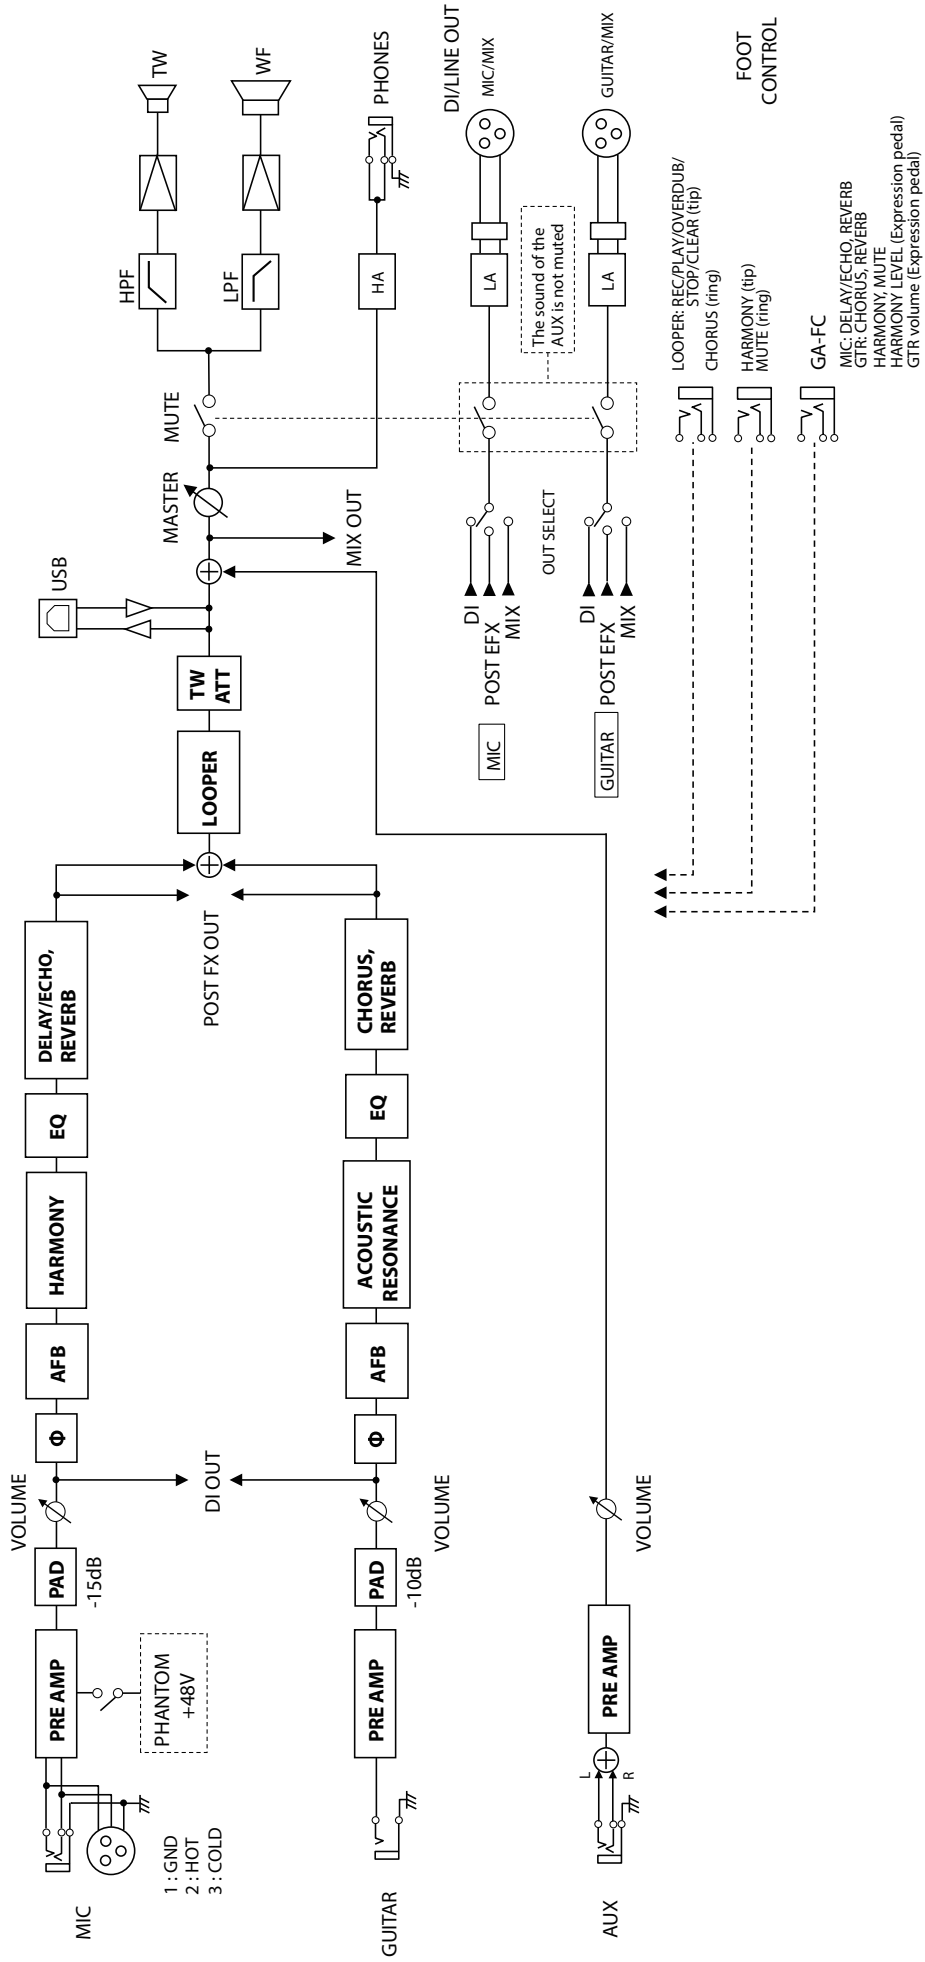 MIC
1 : GND
2 : HOT
3 : COLD
PRE AMP
PHANTOM
+48V
PAD
-15dB
VOLUME
Φ
AFB
HARMONY
EQ
DELAY/ECHO,
REVERB
GUITAR
PRE AMP
PAD
-10dB
VOLUME
DI OUT
Φ
AFB
ACOUSTIC
RESONANCE
EQ
CHORUS,
REVERB
POST FX OUT
AUX
L
R
PRE AMP
VOLUME
LOOPER
TW
ATT
USB
MIX OUT
MASTER
MUTE
HPF
TW
LPF
WF
HA
PHONES
MIC
DI
POST EFX
MIX
OUT SELECT
GUITAR
DI
POST EFX
MIX
The sound of the
AUX is not muted
LA
LA
DI/LINE OUT
MIC/MIX
GUITAR/MIX
LOOPER: REC/PLAY/OVERDUB/
STOP/CLEAR (tip)
CHORUS (ring)
HARMONY (tip)
MUTE (ring)
GA-FC
MIC: DELAY/ECHO, REVERB
GTR: CHORUS, REVERB
HARMONY, MUTE
HARMONY LEVEL (Expression pedal)
GTR volume (Expression pedal)
FOOT
CONTROL